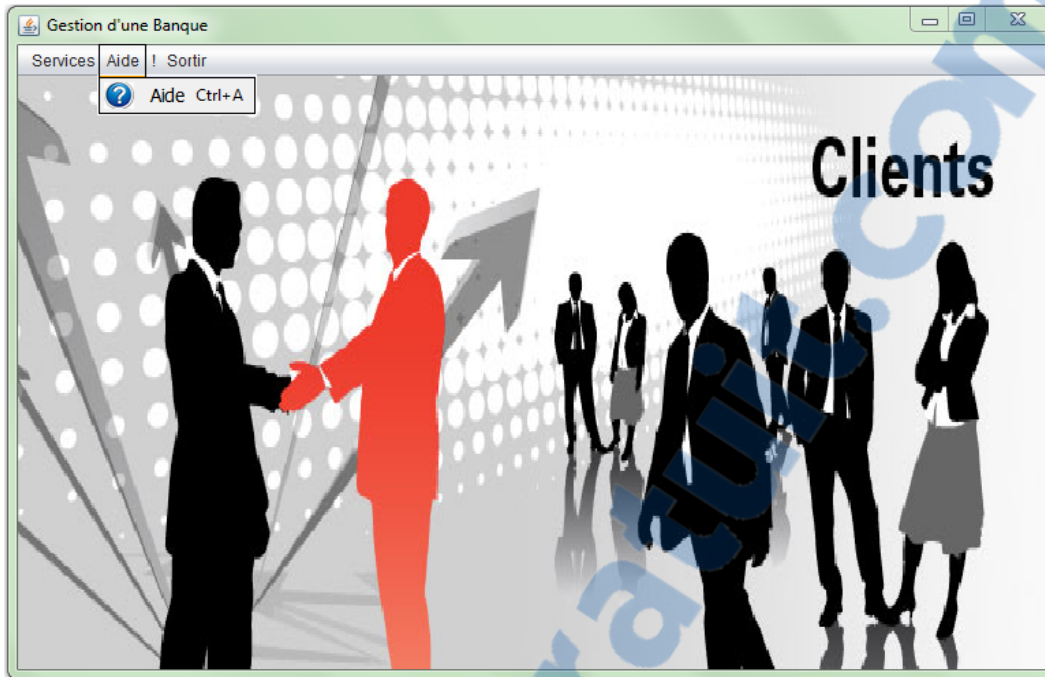 Gestion d'une Banque
Services Aide ! Sortir
Aide Ctrl+A
Clients